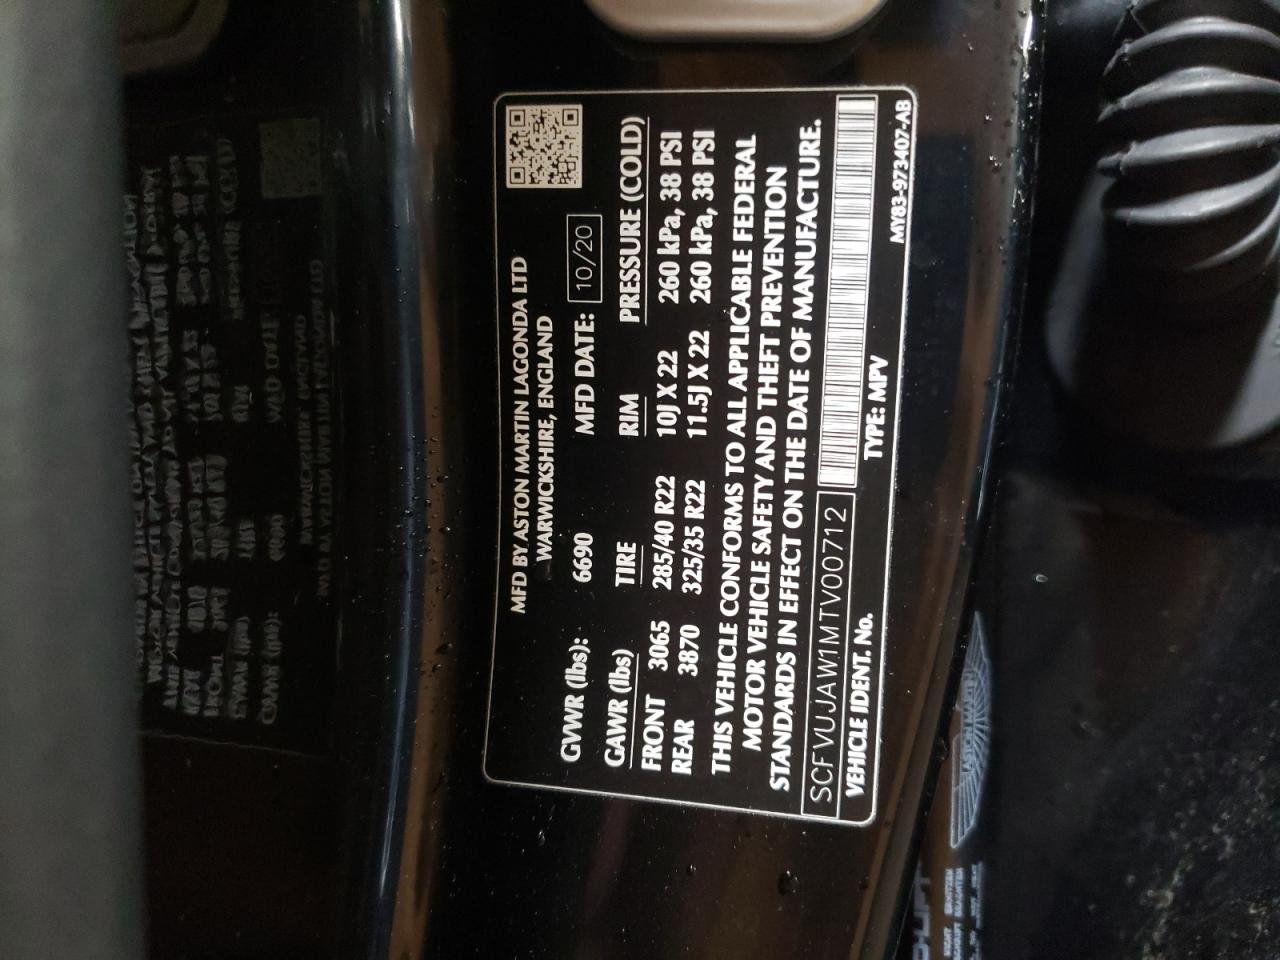 MFD BY ASTON MARTIN LAGONDA LTD
WARWICKSHIRE, ENGLAND
GVWR (lbs): 6690 MFD DATE: 10/20
GAWR (lbs) TIRE RIM PRESSURE (COLD)
FRONT 3065 285/40 R22 10J X 22 260 kPa, 38 PSI
REAR 3870 325/35 R22 11.5J X 22 260 kPa, 38 PSI
THIS VEHICLE CONFORMS TO ALL APPLICABLE FEDERAL
MOTOR VEHICLE SAFETY AND THEFT PREVENTION
STANDARDS IN EFFECT ON THE DATE OF MANUFACTURE.
SCFVUJAW1MTV00712
VEHICLE IDENT. No. TYPE: MPV
MY83-973407-AB
ASTON MARTIN